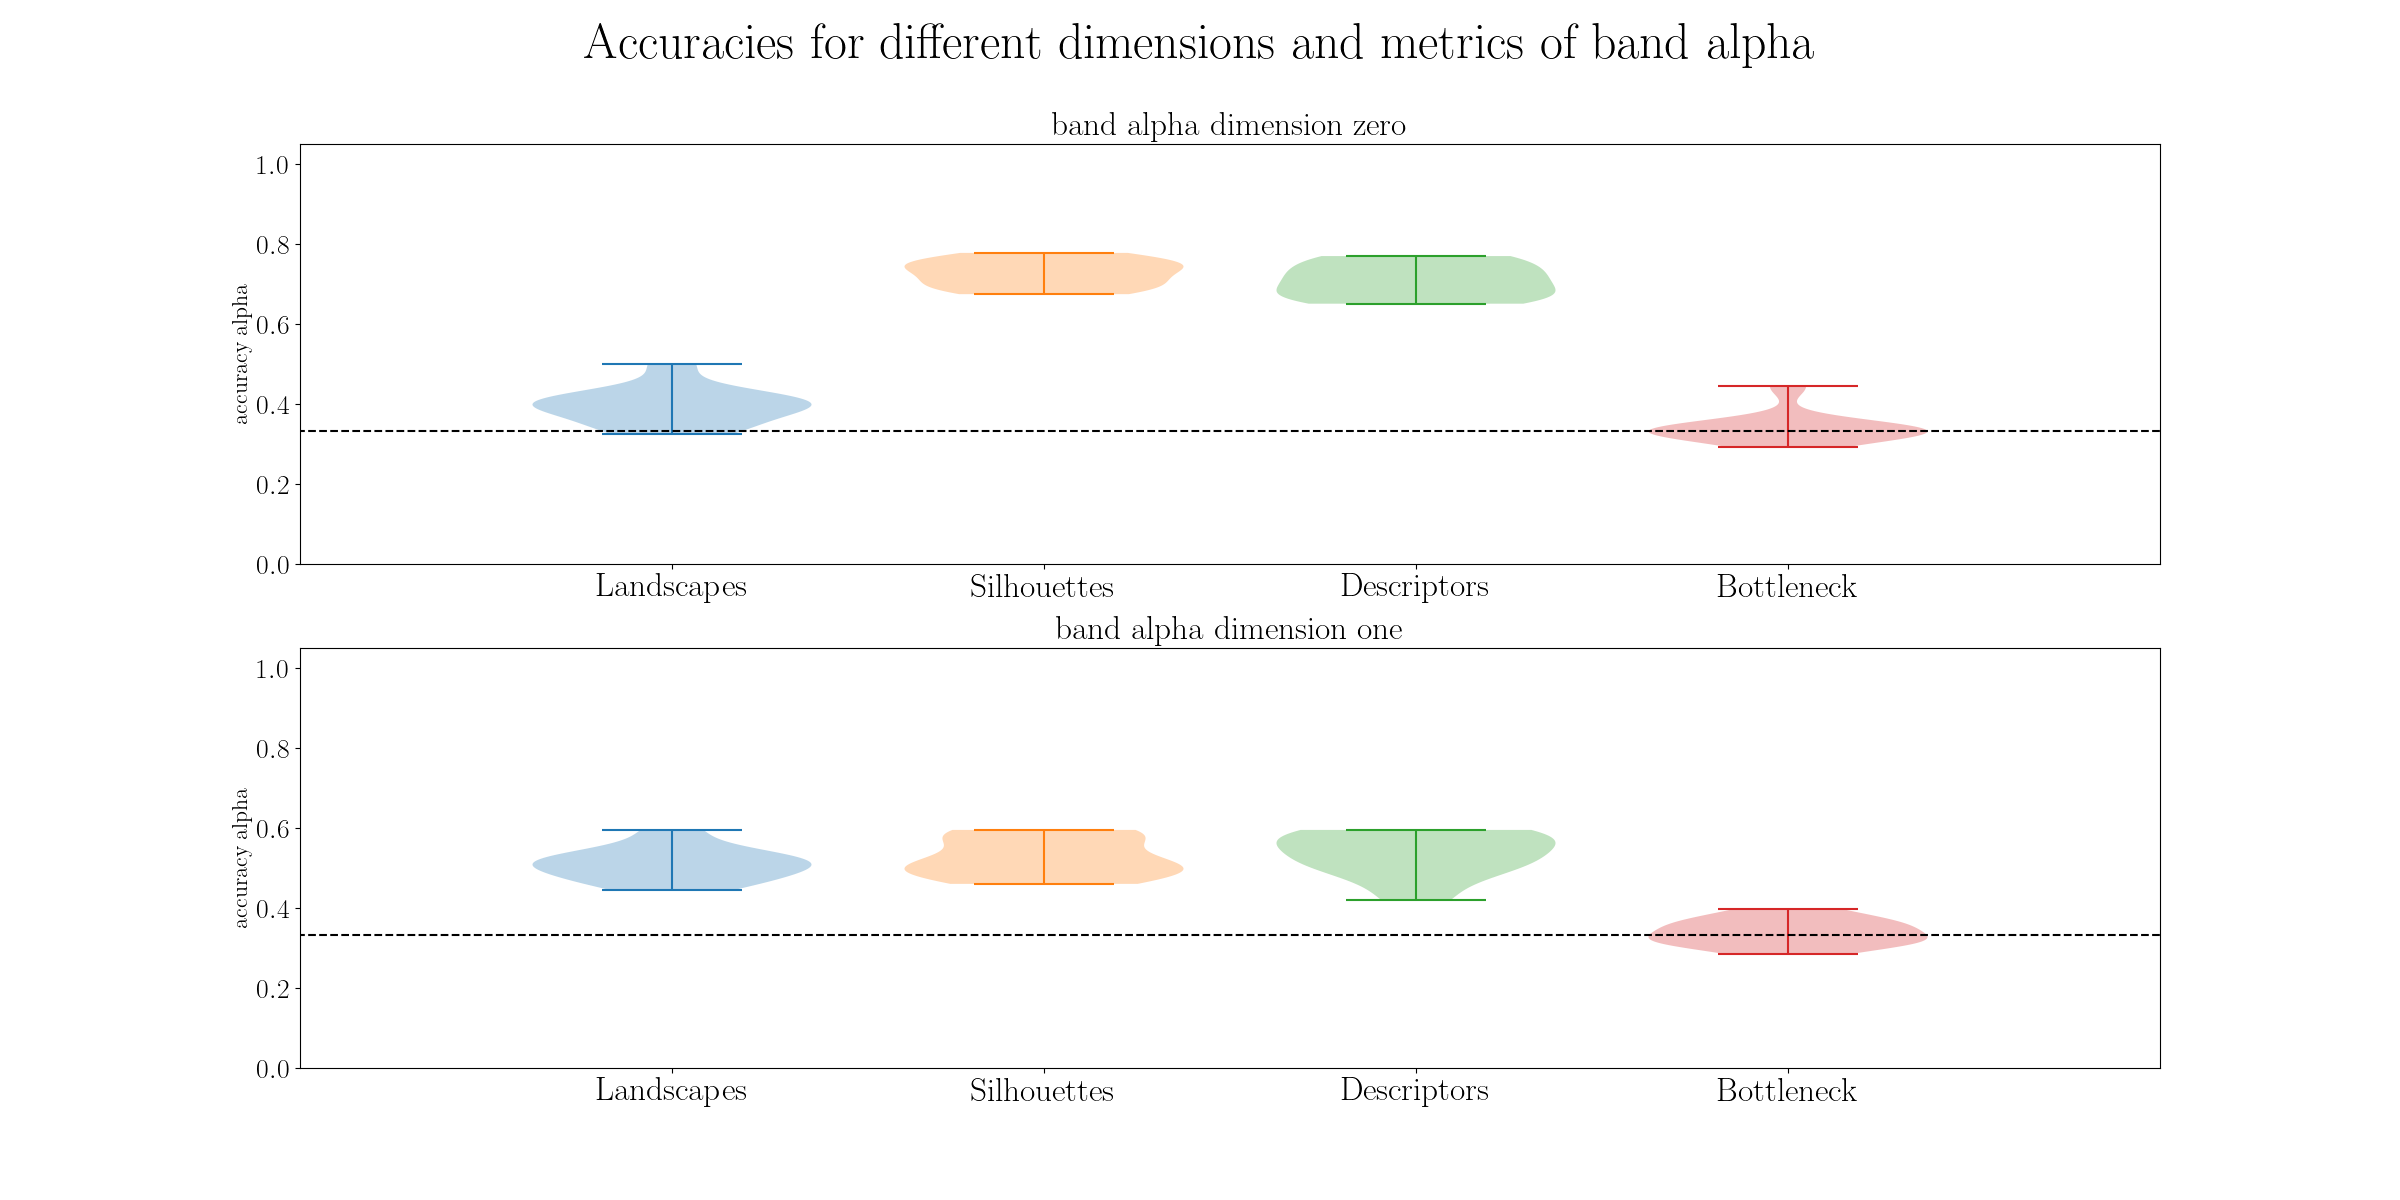 Accuracies for different dimensions and metrics of band alpha
band alpha dimension zero
accuracy alpha
1.0
0.8
0.6
0.4
0.2
0.0
Landscapes Silhouettes Descriptors Bottleneck
band alpha dimension one
accuracy alpha
1.0
0.8
0.6
0.4
0.2
0.0
Landscapes Silhouettes Descriptors Bottleneck